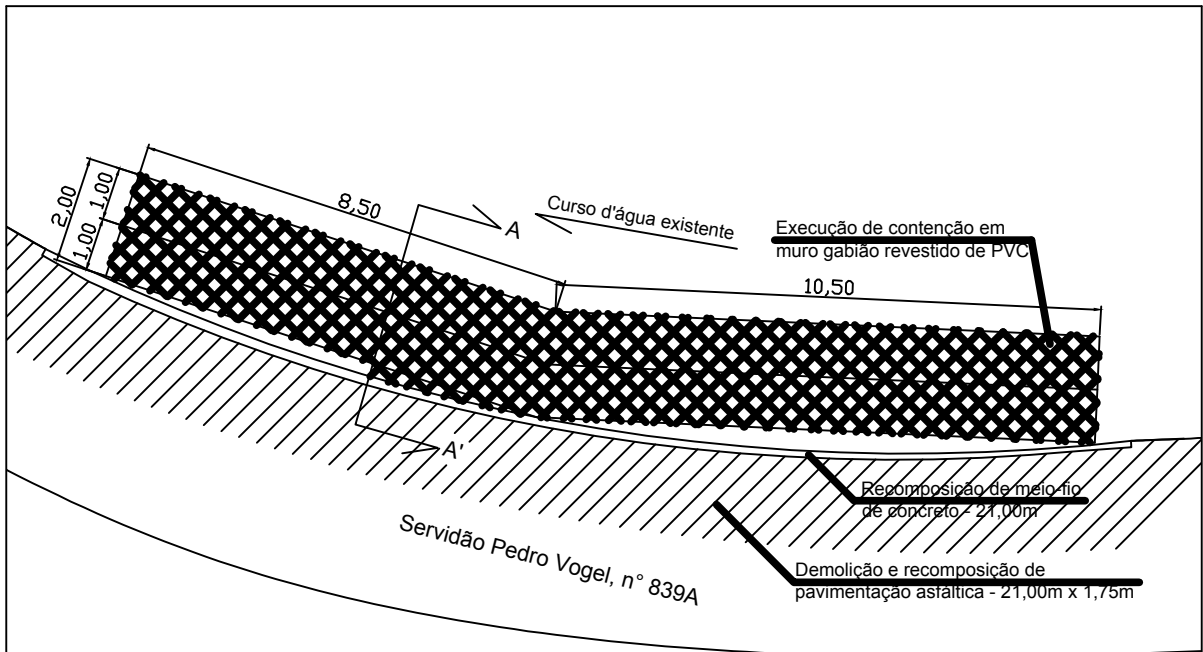 2,00
1,00
1,00
8,50
A
Curso d'água existente
Execução de contenção em
muro gabião revestido de PVC
10,50
A'
Recomposição de meio-fio
de concreto - 21,00m
Servidão Pedro Vogel, n° 839A
Demolição e recomposição de
pavimentação asfáltica - 21,00m x 1,75m